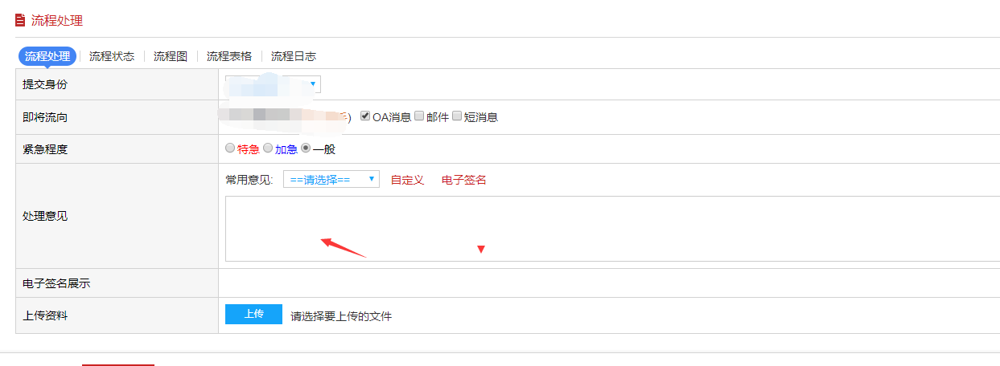 流程处理
流程处理 流程状态 流程图 流程表格 流程日志
提交身份
即将流向 ) OA消息 邮件 短消息
紧急程度 特急 加急 一般
常用意见: ==请选择== 自定义 电子签名
处理意见
电子签名展示
上传资料 上传 请选择要上传的文件